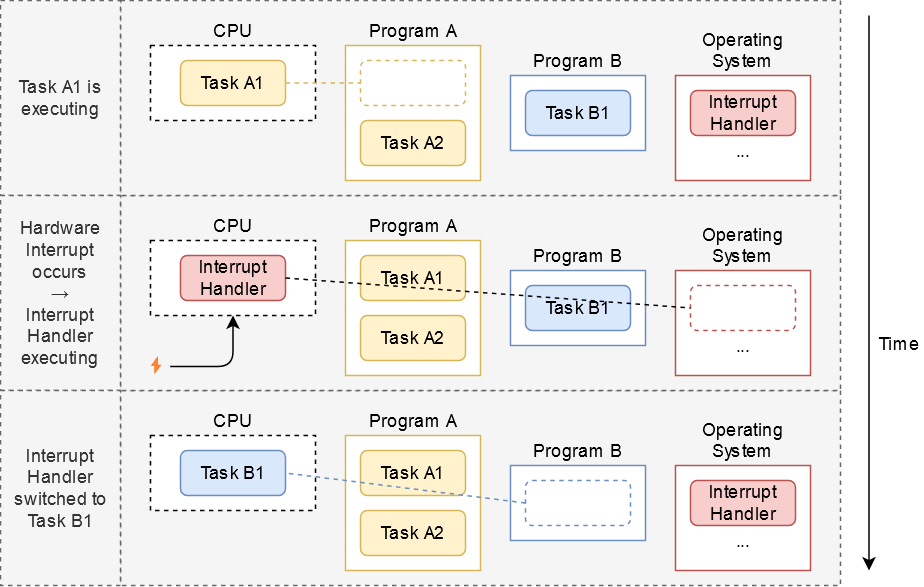 Task A1 is
executing
CPU
Task A1
Program A
Task A2
Program B
Task B1
Operating
System
Interrupt
Handler
...
Hardware
Interrupt
occurs
→
Interrupt
Handler
executing
CPU
Interrupt
Handler
Program A
Task A1
Task A2
Program B
Task B1
Operating
System
...
Time
Interrupt
Handler
switched to
Task B1
CPU
Task B1
Program A
Task A1
Task A2
Program B
Operating
System
Interrupt
Handler
...